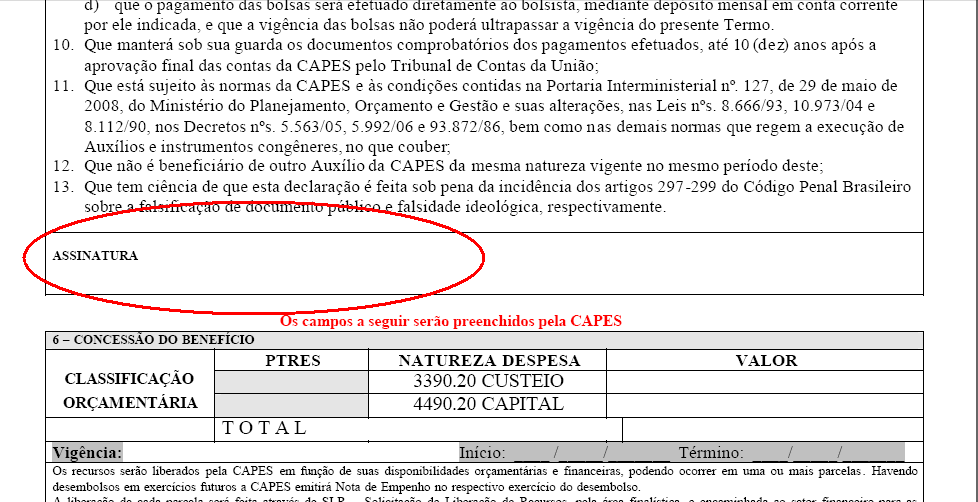 d) que o pagamento das bolsas será efetuado diretamente ao bolsista, mediante depósito mensal em conta corrente
por ele indicada, e que a vigência das bolsas não poderá ultrapassar a vigência do presente Termo.
10. Que manterá sob sua guarda os documentos comprobatórios dos pagamentos efetuados, até 10 (dez) anos após a
aprovação final das contas da CAPES pelo Tribunal de Contas da União;
11. Que está sujeito às normas da CAPES e às condições contidas na Portaria Interministerial nº. 127, de 29 de maio de
2008, do Ministério do Planejamento, Orçamento e Gestão e suas alterações, nas Leis nºs. 8.666/93, 10.973/04 e
8.112/90, nos Decretos nºs. 5.563/05, 5.992/06 e 93.872/86, bem como nas demais normas que regem a execução de
Auxílios e instrumentos congêneres, no que couber;
12. Que não é beneficiário de outro Auxílio da CAPES da mesma natureza vigente no mesmo período deste;
13. Que tem ciência de que esta declaração é feita sob pena da incidência dos artigos 297-299 do Código Penal Brasileiro
sobre a falsificação de documento público e falsidade ideológica, respectivamente.
ASSINATURA
Os campos a seguir serão preenchidos pela CAPES
6 – CONCESSÃO DO BENEFÍCIO
CLASSIFICAÇÃO ORÇAMENTÁRIA
PTRES NATUREZA DESPESA VALOR
3390.20 CUSTEIO
4490.20 CAPITAL
T O T A L
Vigência: Início: ____/____/________ Término: ____/____/______
Os recursos serão liberados pela CAPES em função de suas disponibilidades orçamentárias e financeiras, podendo ocorrer em uma ou mais parcelas. Havendo
desembolsos em exercícios futuros a CAPES emitirá Nota de Empenho no respectivo exercício do desembolso.
A liberação de cada parcela será feita através de SLR – Solicitação de Liberação de Recursos, pela área finalística, e encaminhada ao setor financeiro para as